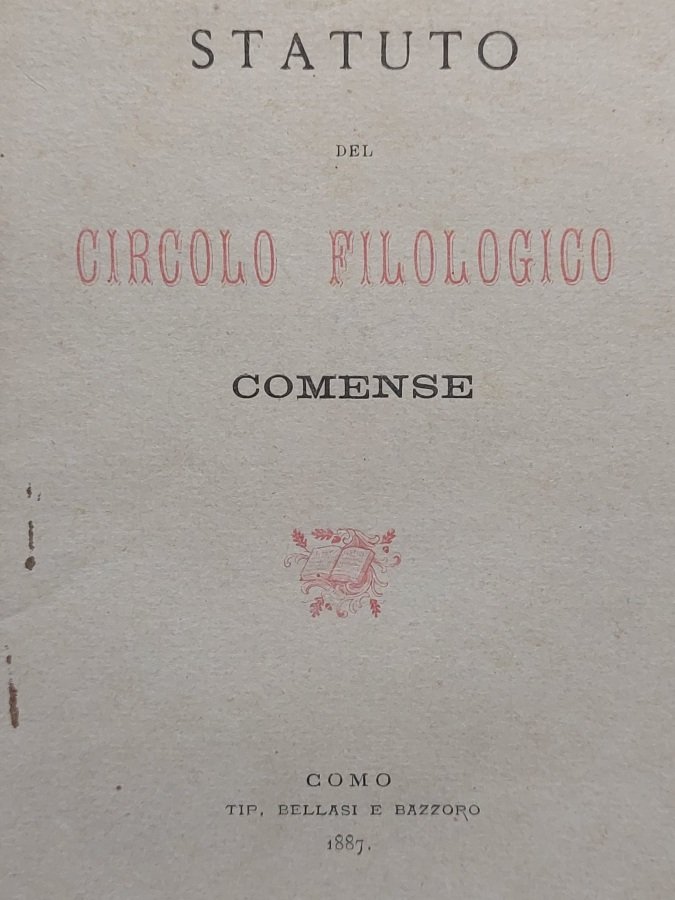 STATUTO
DEL
CIRCOLO FILOLOGICO
COMENSE
COMO
TIP. BELLASI E BAZZORO
1887.